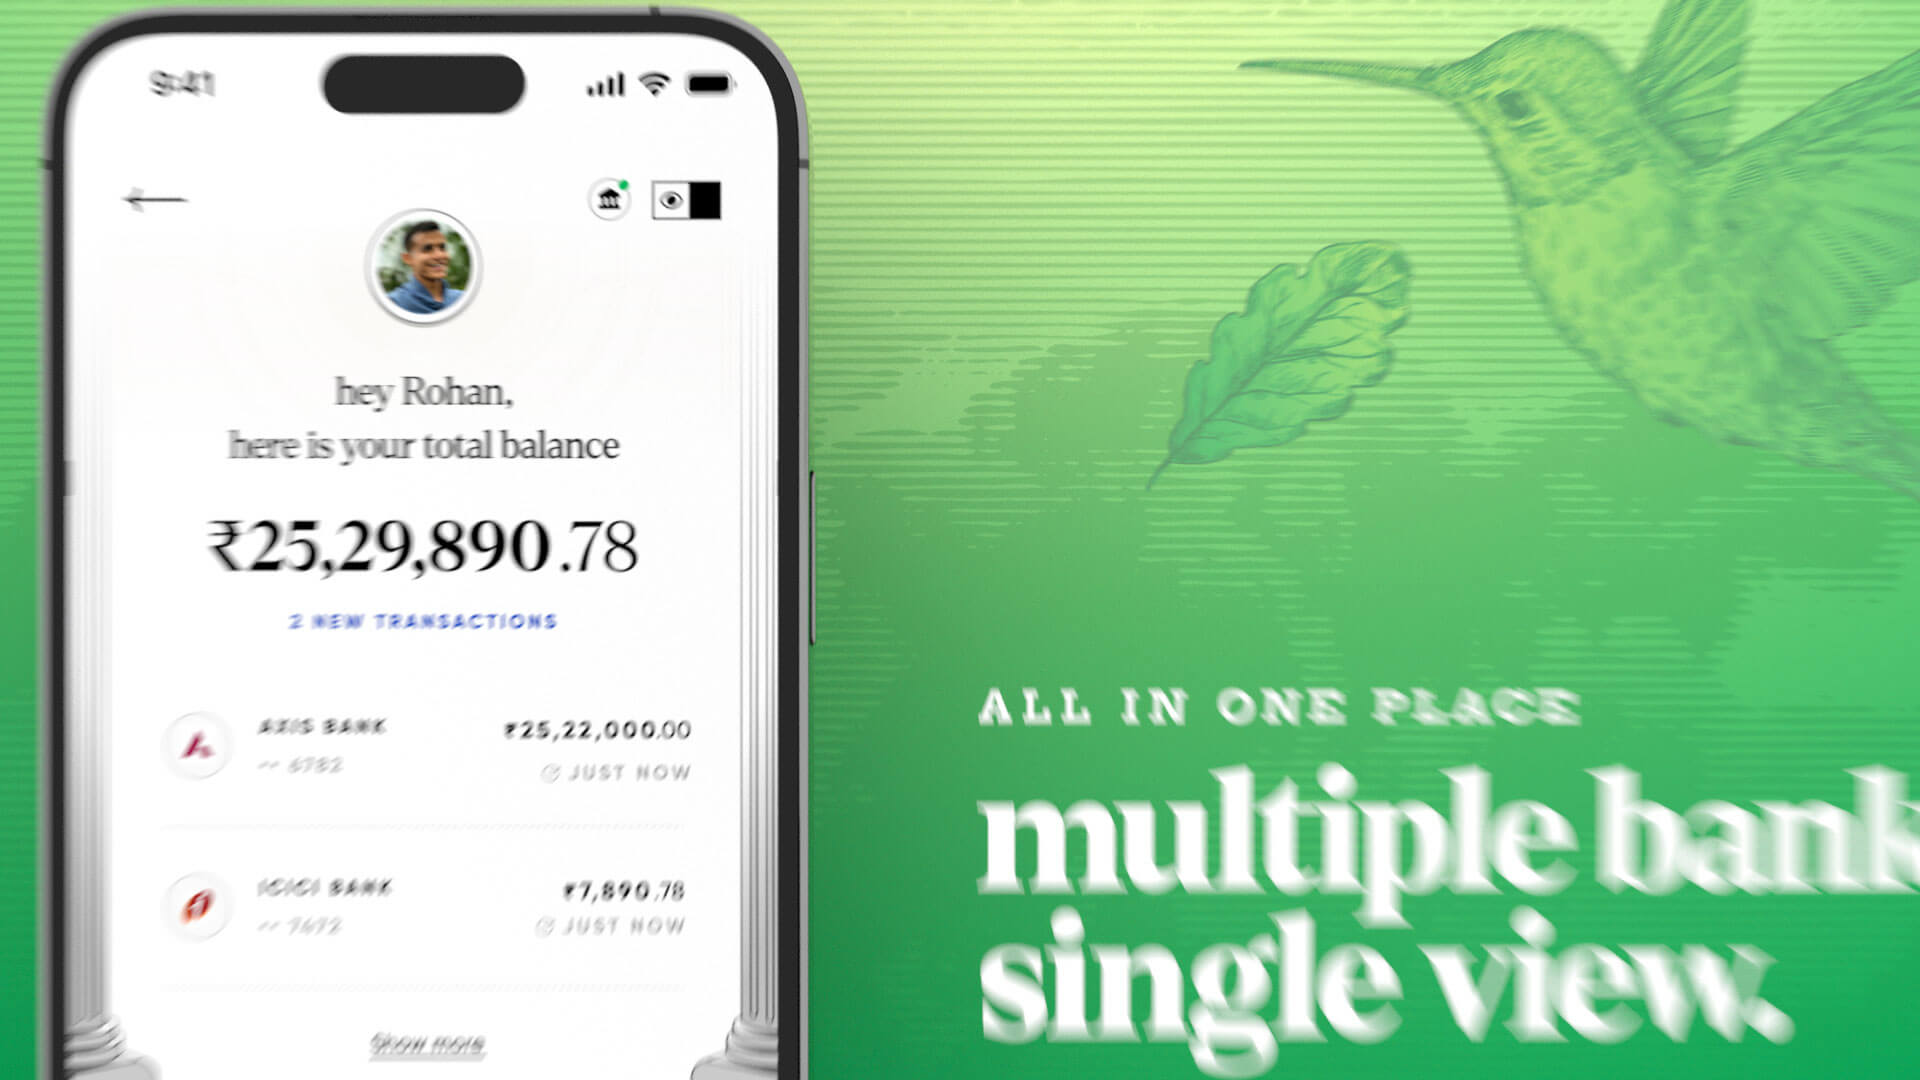 9:41
hey Rohan,
here is your total balance
₹25,29,890.78
2 NEW TRANSACTIONS
AXIS BANK
₹25,22,000.00
6782
JUST NOW
ICICI BANK
₹7,890.78
7672
JUST NOW
Show more
ALL IN ONE PLACE
multiple bank
single view.